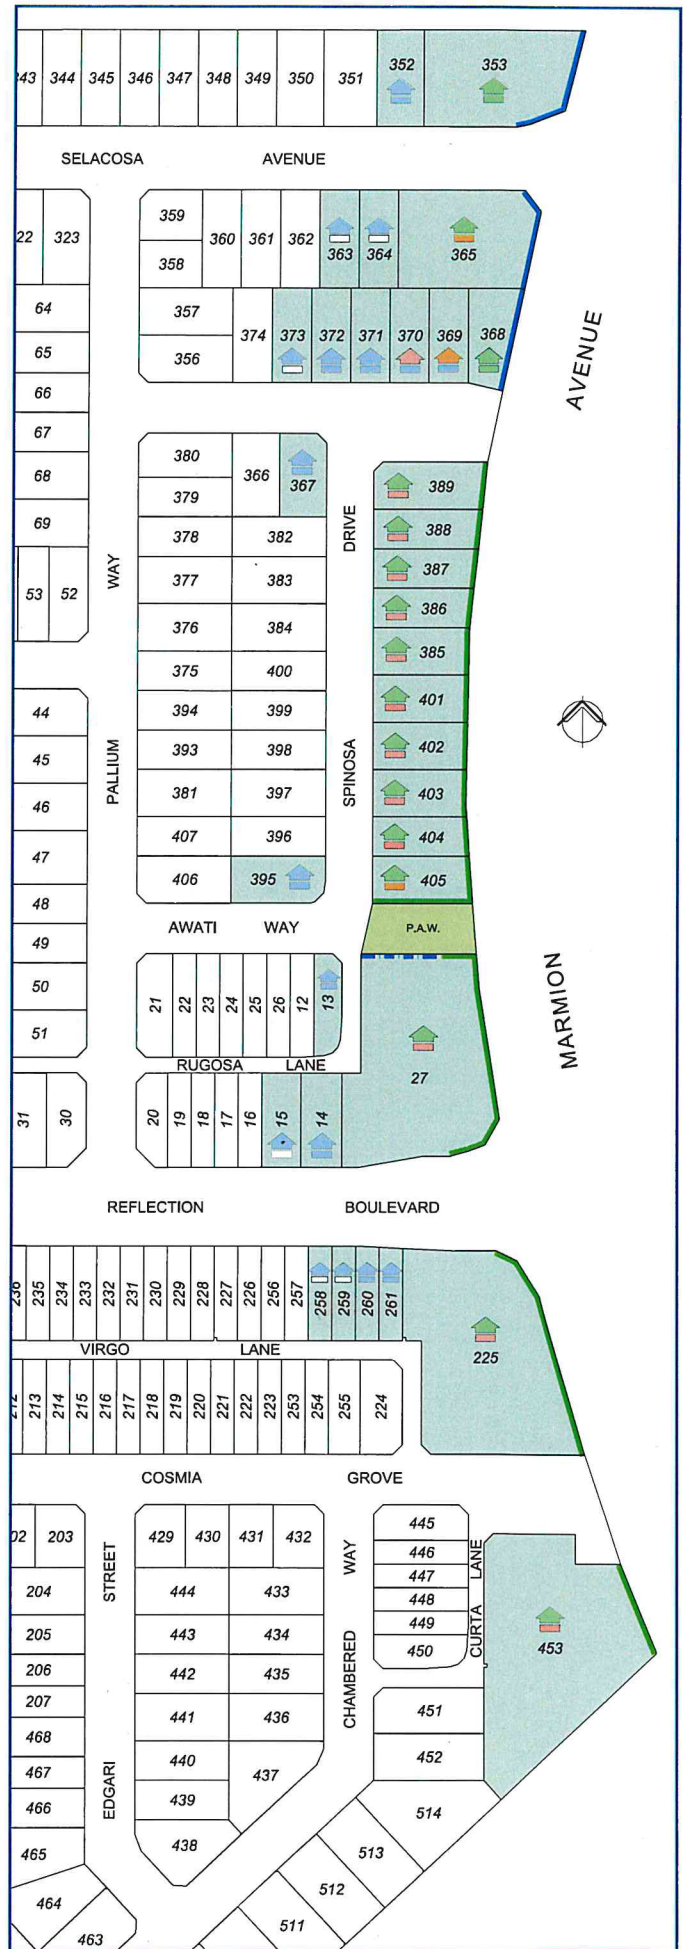 343 344 345 346 347 348 349 350 351 352 353
SELACOSA AVENUE
22 323 359 360 361 362 363 364 365
358
64 357 374 373 372 371 370 369 368
65 356
AVENUE
66
67 380 366 367 389
68 379
69 378 382 DRIVE 388
53 52 WAY 377 383 387
386
376 384 385
375 400
44 394 399 401
45 PALLIUM 393 398 SPINOSA 402
46 381 397 403
47 407 396 404
48 406 395 405
49 AWATI WAY P.A.W.
50 21 22 23 24 25 26 12 13
51
MARMION
RUGOSA LANE 27
31 30 20 19 18 17 16 15 14
REFLECTION BOULEVARD
236 235 234 233 232 231 230 229 228 227 226 256 257 258 259 260 261
225
VIRGO LANE
212 213 214 215 216 217 218 219 220 221 222 223 253 254 255 224
COSMIA GROVE
02 203 429 430 431 432 445
STREET WAY 446 LANE
204 444 433 447
448
205 443 434 449 CURTA
206 442 435 CHAMBERED 450 453
207 441 436 451
468 440 452
467 EDGARI 439 437
466 514
465 438 513
464 512
463 511